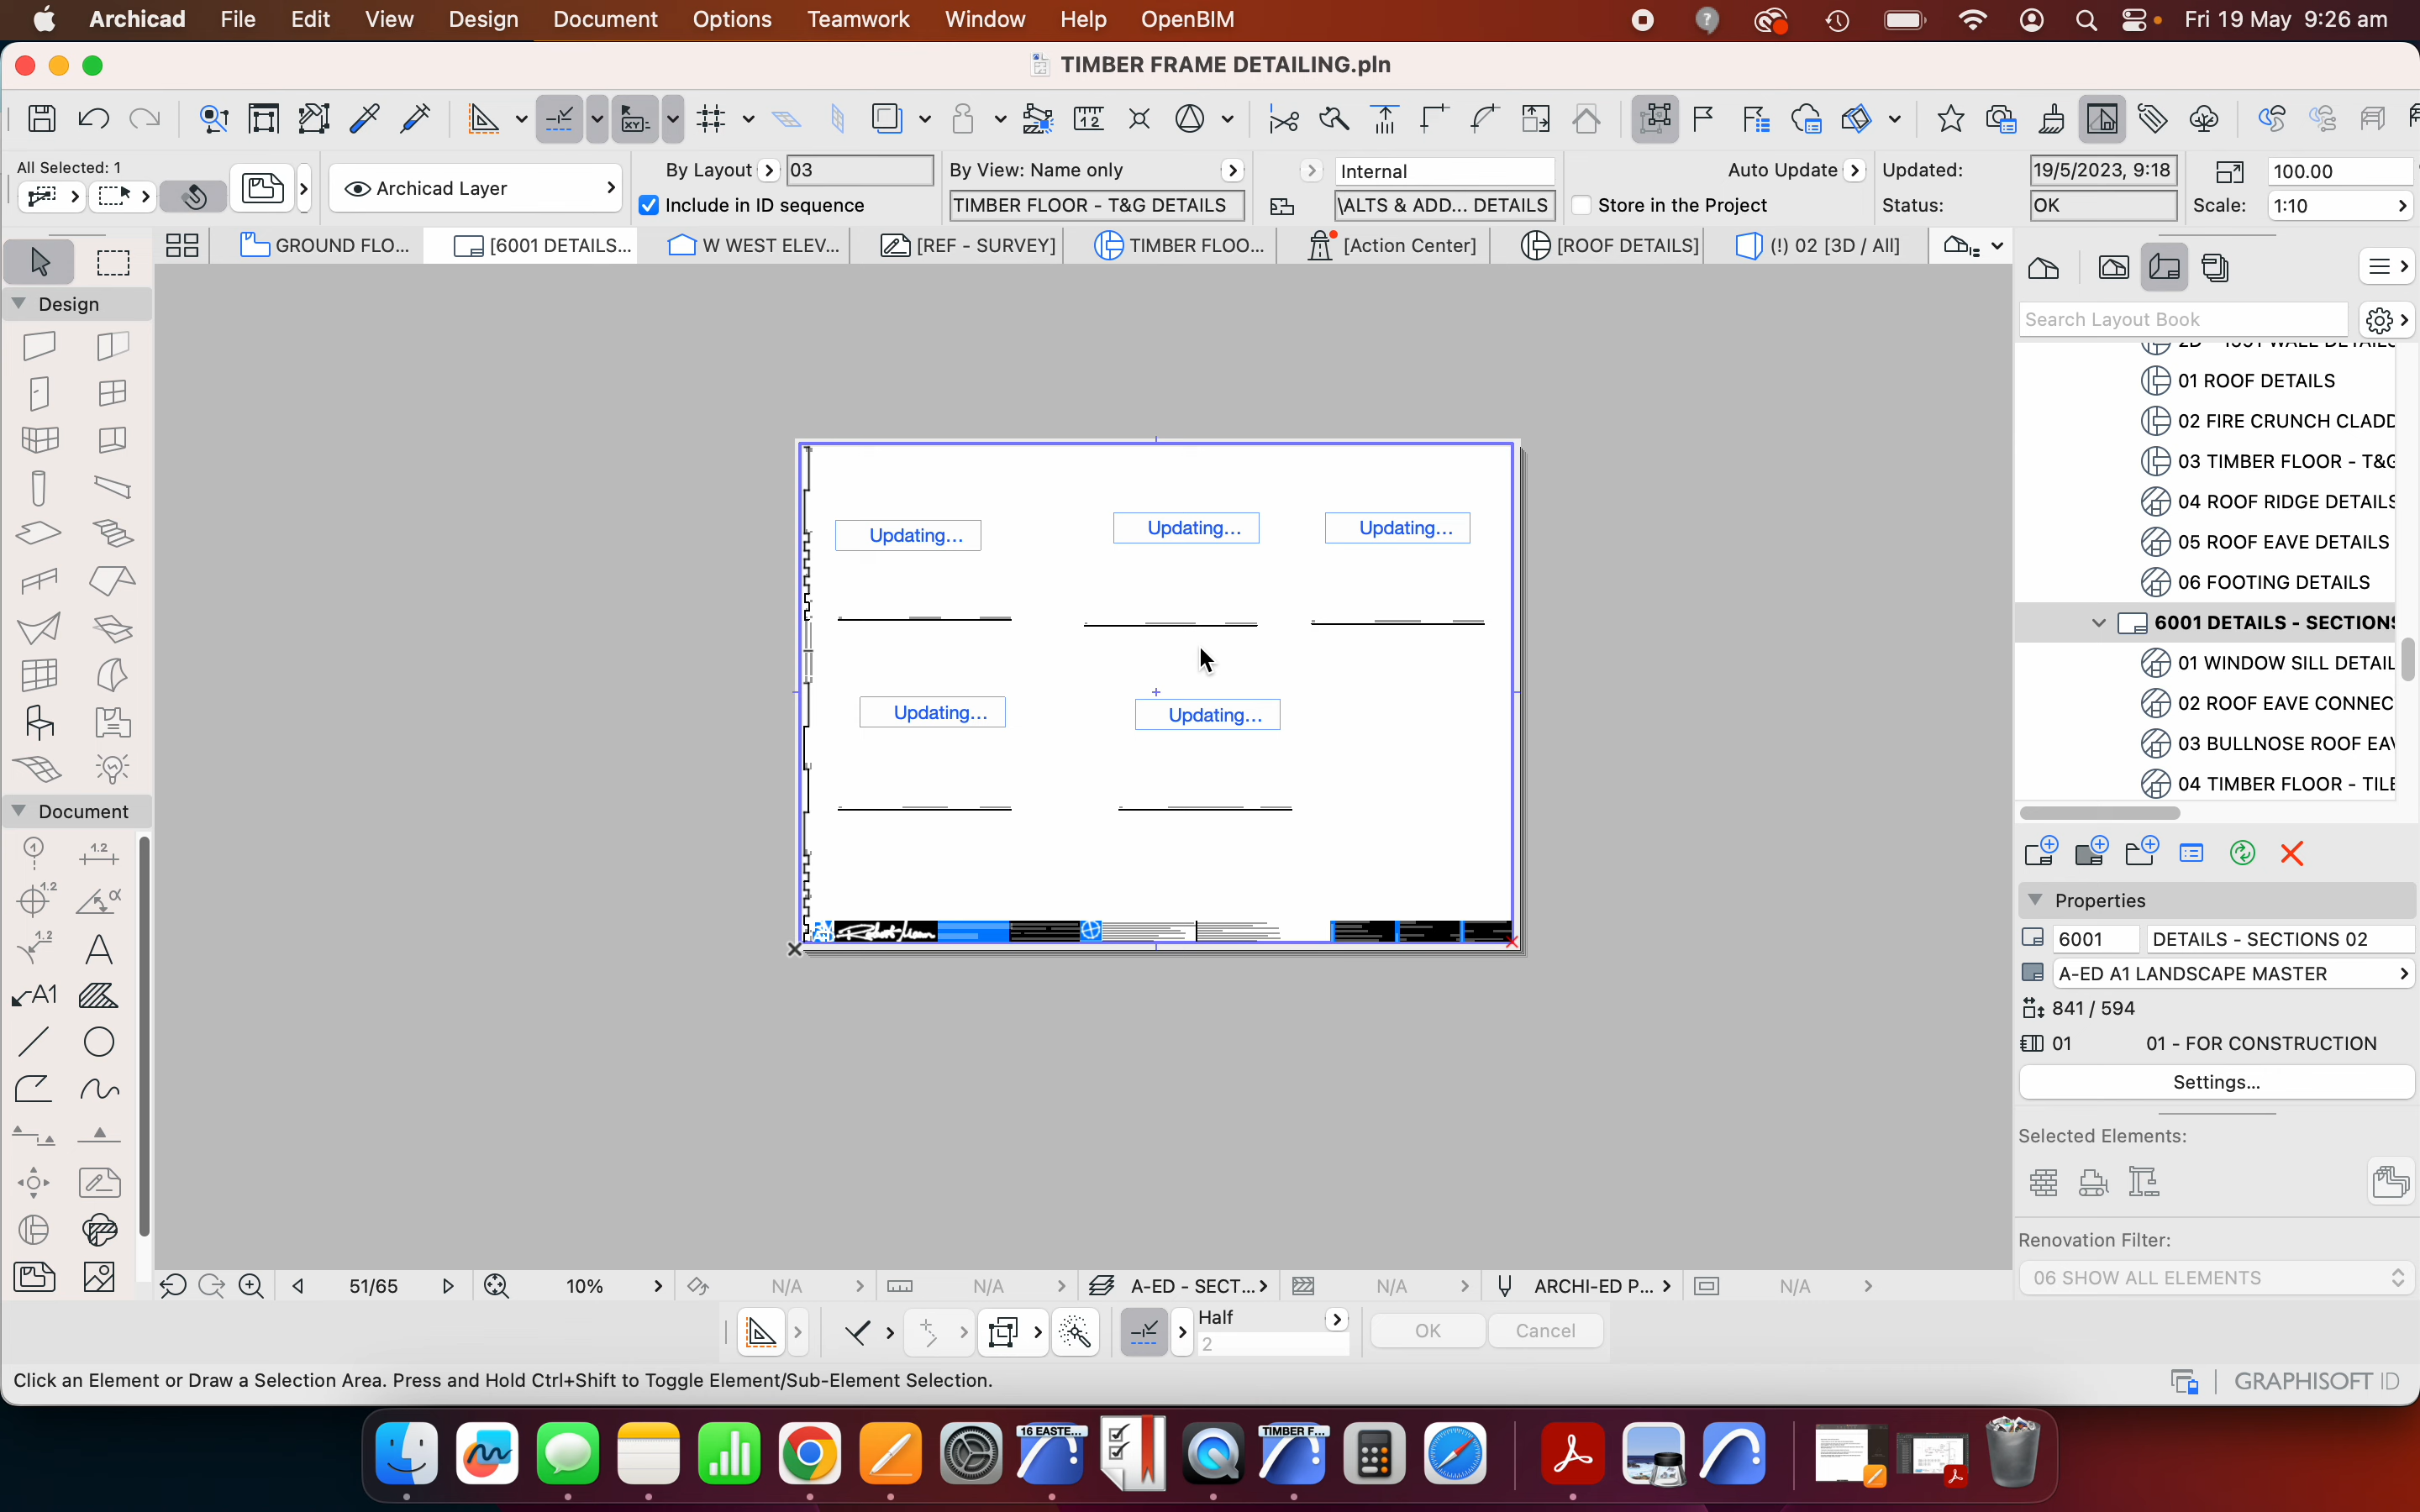 Archicad File Edit View Design Document Options Teamwork Window Help OpenBIM Fri 19 May 9:26 am
TIMBER FRAME DETAILING.pln
All Selected: 1
Archicad Layer
By Layout 03
Include in ID sequence
By View: Name only
TIMBER FLOOR - T&G DETAILS
Internal
\ALTS & ADD... DETAILS
Auto Update
Store in the Project
Updated: 19/5/2023, 9:18
Status: OK
100.00
Scale: 1:10
GROUND FLO... [6001 DETAILS... W WEST ELEV... [REF - SURVEY] TIMBER FLOO... [Action Center] [ROOF DETAILS] (!) 02 [3D / All]
Design
Document
Updating... Updating... Updating...
Updating... Updating...
Search Layout Book
01 ROOF DETAILS
02 FIRE CRUNCH CLADD
03 TIMBER FLOOR - T&G
04 ROOF RIDGE DETAILS
05 ROOF EAVE DETAILS
06 FOOTING DETAILS
6001 DETAILS - SECTIONS
01 WINDOW SILL DETAIL
02 ROOF EAVE CONNEC
03 BULLNOSE ROOF EAV
04 TIMBER FLOOR - TILE
Properties
6001 DETAILS - SECTIONS 02
A-ED A1 LANDSCAPE MASTER
841 / 594
01 01 - FOR CONSTRUCTION
Settings...
Selected Elements:
Renovation Filter:
06 SHOW ALL ELEMENTS
51/65 10% N/A N/A A-ED - SECT... N/A ARCHI-ED P... N/A
Half
2
OK Cancel
Click an Element or Draw a Selection Area. Press and Hold Ctrl+Shift to Toggle Element/Sub-Element Selection.
GRAPHISOFT ID
16 EASTE...
TIMBER F...